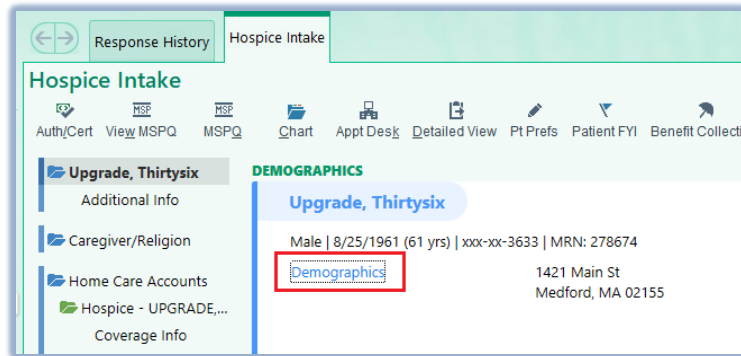 Response History
Hospice Intake
Hospice Intake
MSP MSP
Auth/Cert View MSPQ MSPQ Chart Appt Desk Detailed View Pt Prefs Patient FYI Benefit Collecti
Upgrade, Thirtysix
Additional Info
Caregiver/Religion
Home Care Accounts
Hospice - UPGRADE,...
Coverage Info
DEMOGRAPHICS
Upgrade, Thirtysix
Male | 8/25/1961 (61 yrs) | xxx-xx-3633 | MRN: 278674
Demographics
1421 Main St
Medford, MA 02155